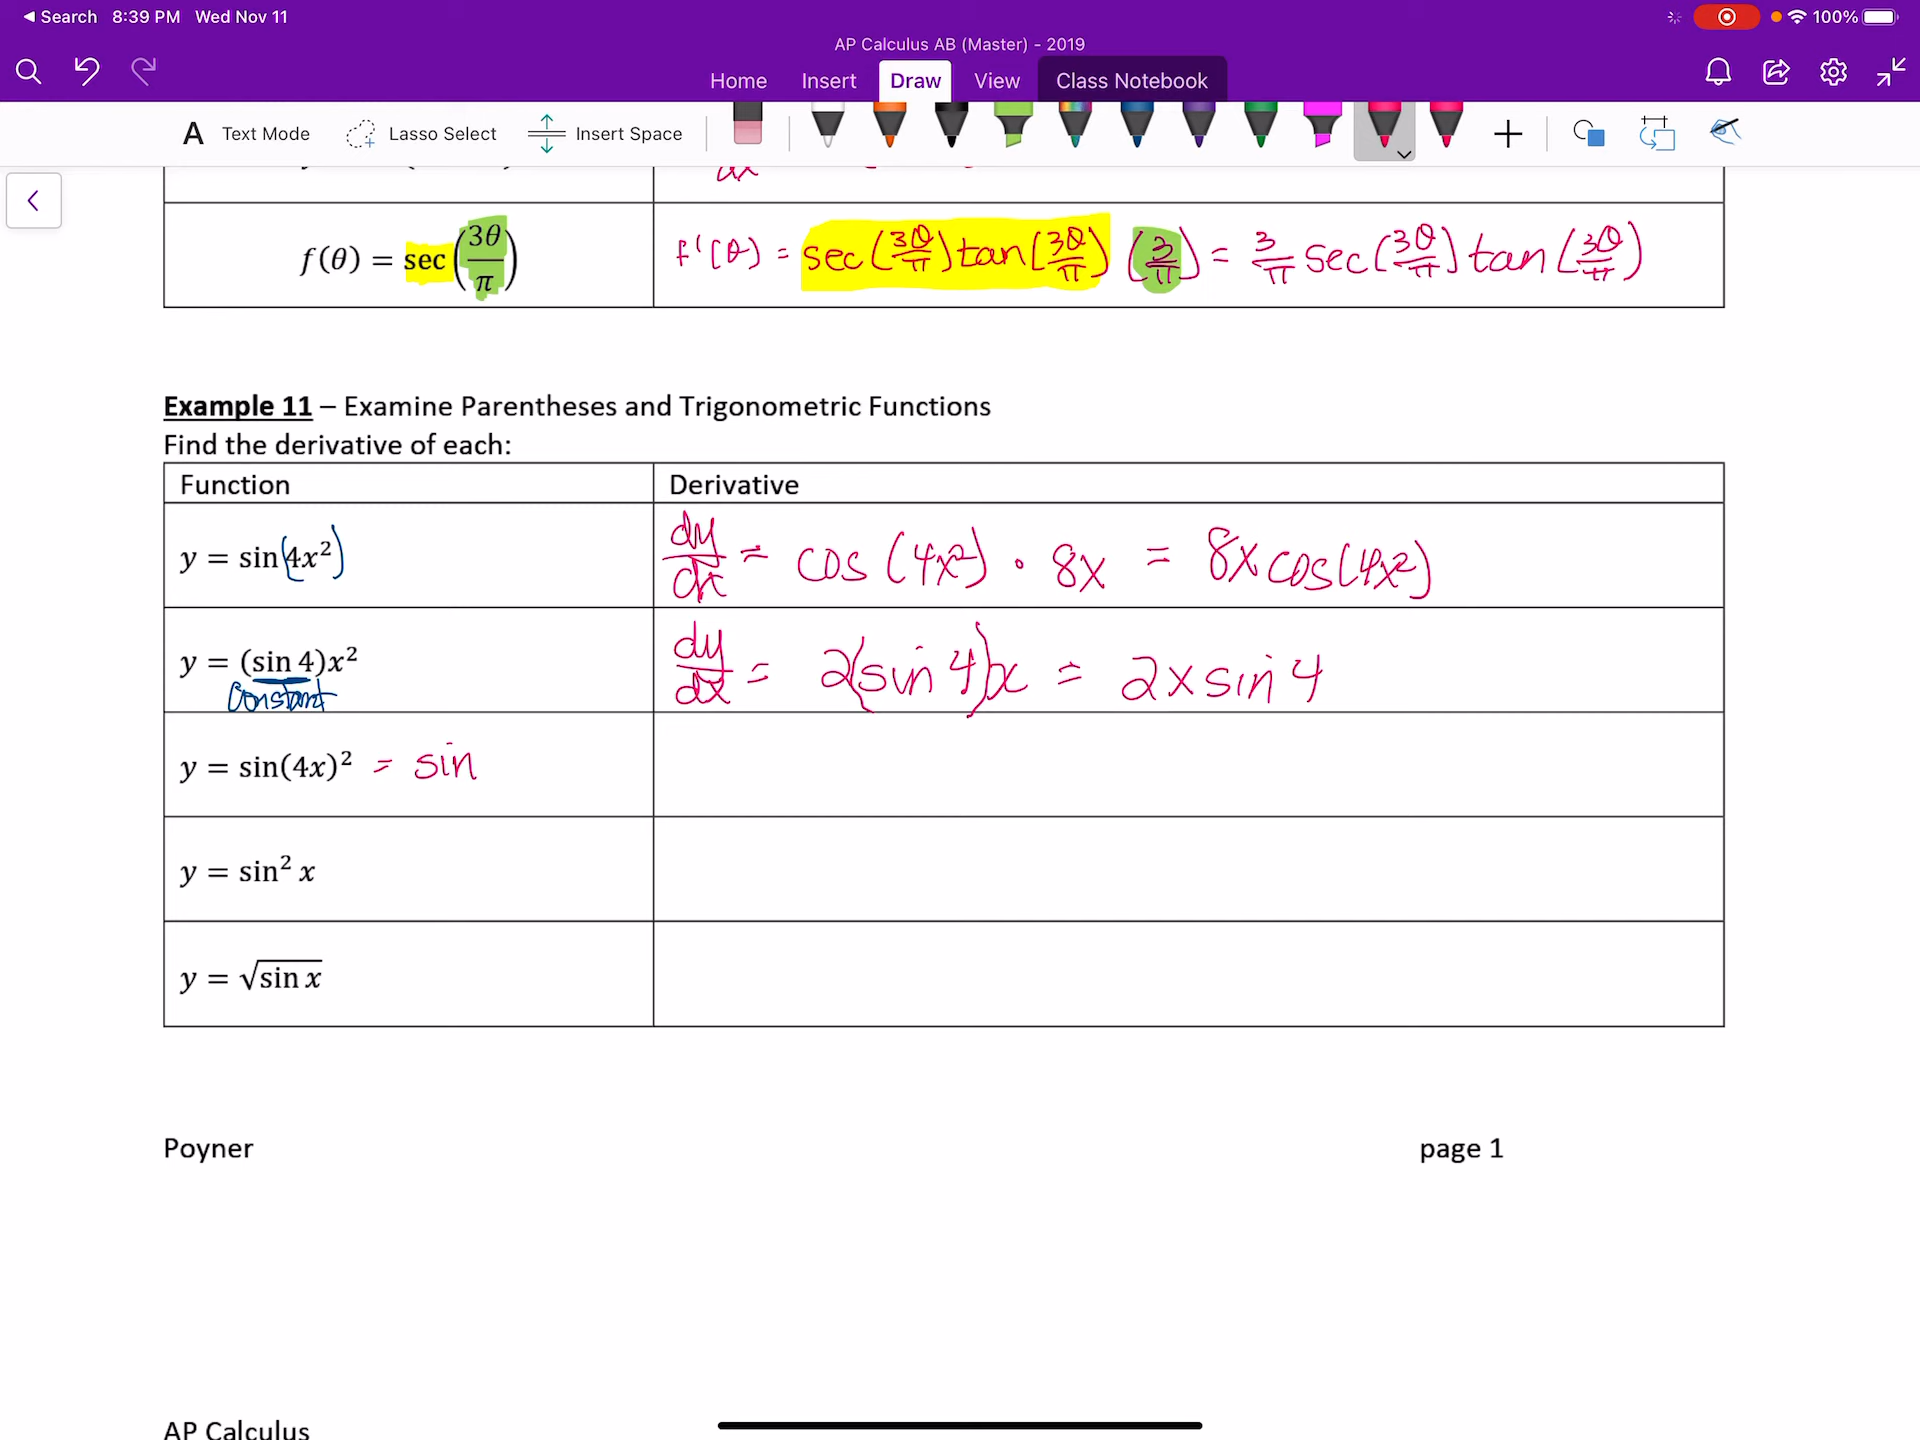 Search 8:39 PM Wed Nov 11 100%
AP Calculus AB (Master) - 2019
Home Insert Draw View Class Notebook
A Text Mode Lasso Select Insert Space
dx
f(θ) = sec(3θ/π) f'(θ) = sec(3θ/π)tan(3θ/π)(3/π) = 3/π sec(3θ/π)tan(3θ/π)
Example 11 – Examine Parentheses and Trigonometric Functions
Find the derivative of each:
Function Derivative
y = sin(4x²) dy/dx = cos(4x²) · 8x = 8x cos(4x²)
y = (sin 4)x² dy/dx = 2(sin 4)x = 2x sin 4
constant
y = sin(4x)² = sin
y = sin² x
y = √sin x
Poyner page 1
AP Calculus